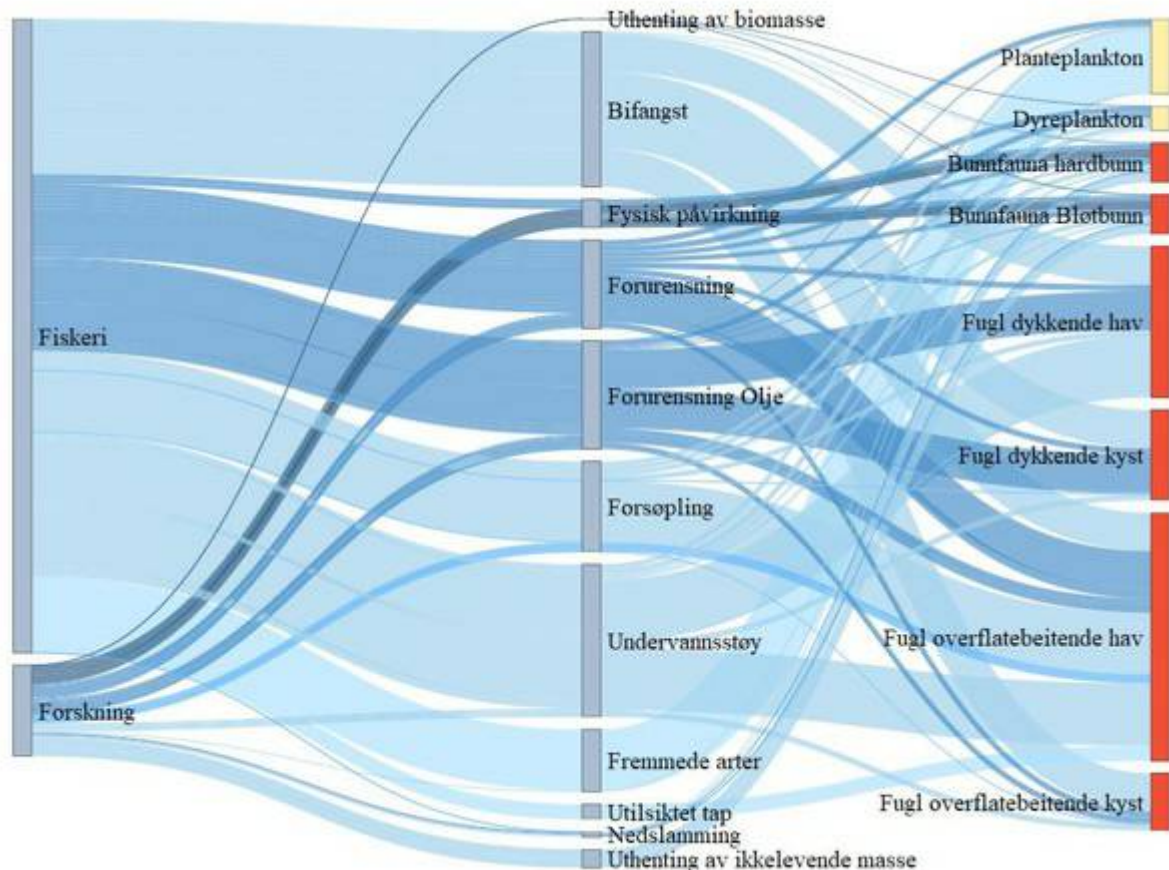 Fiskeri
Forskning
Uthenting av biomasse
Bifangst
Fysisk påvirkning
Forurensning
Forurensning Olje
Forsøpling
Undervannsstøy
Fremmede arter
Utilsiktet tap
Nedslamming
Uthenting av ikkelevende masse
Planteplankton
Dyreplankton
Bunnfauna hardbunn
Bunnfauna Bløtbunn
Fugl dykkende hav
Fugl dykkende kyst
Fugl overflatebeitende hav
Fugl overflatebeitende kyst